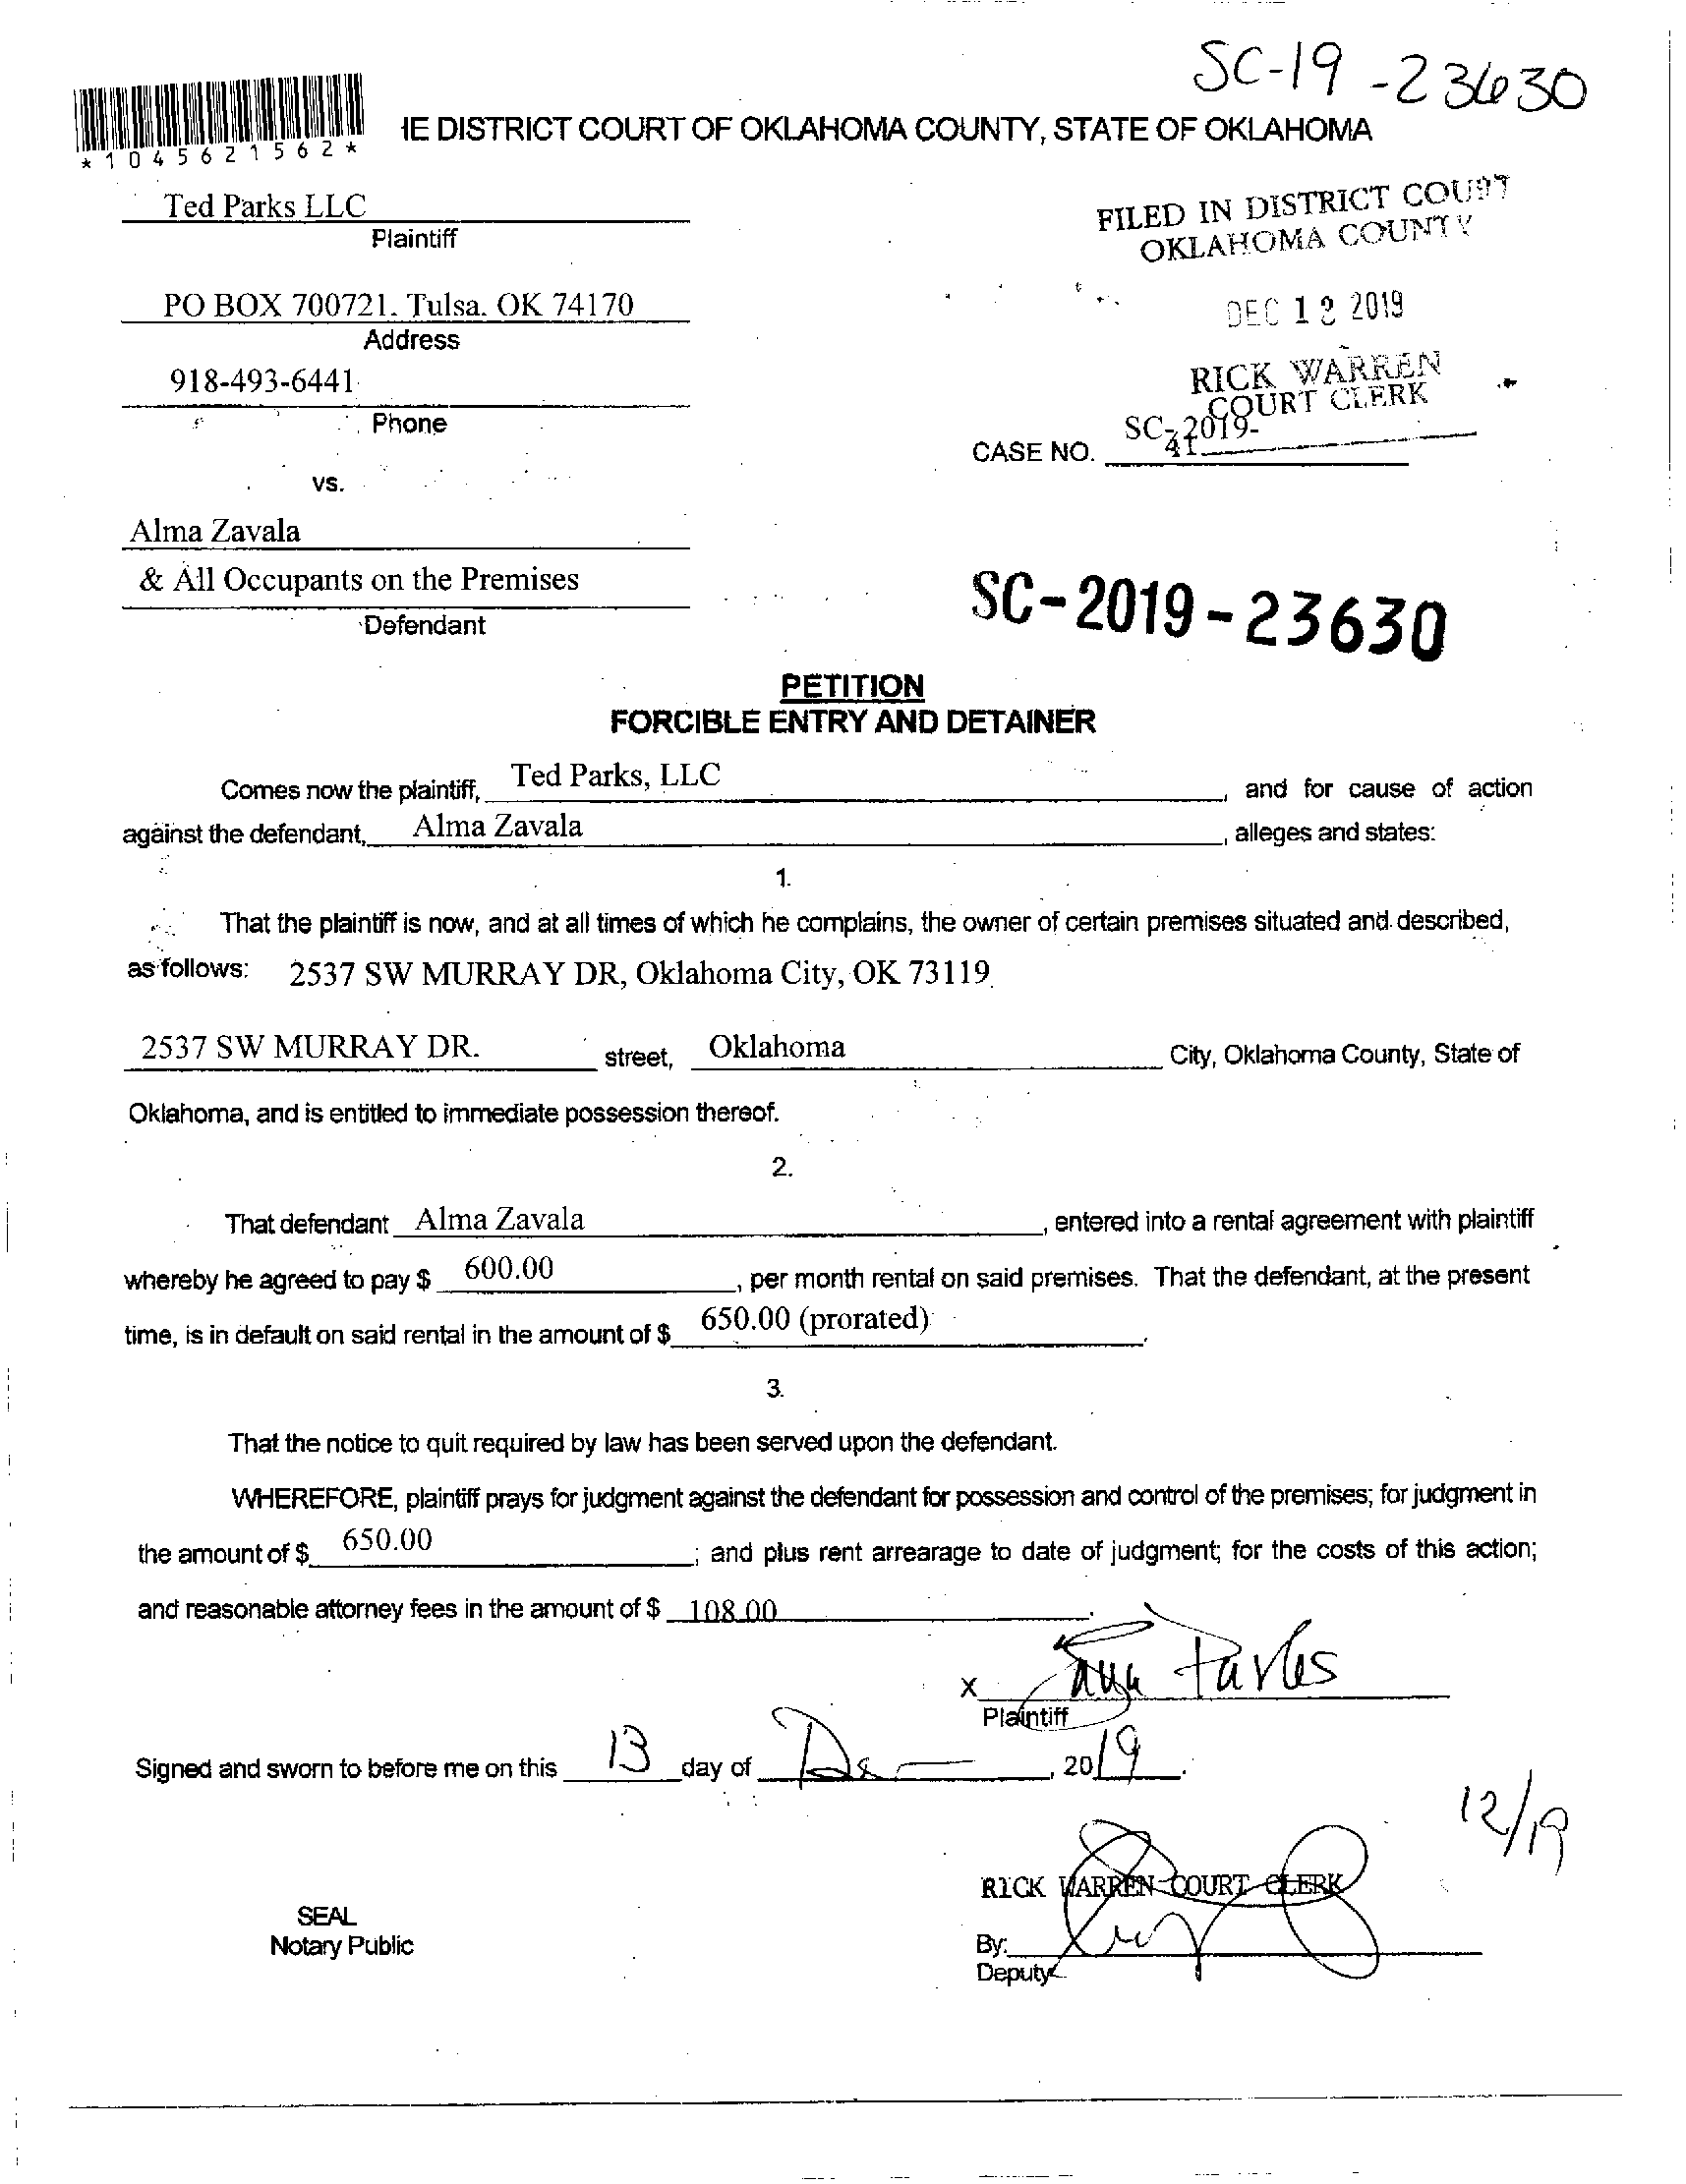 SC-19-23630
*1045621562*
IE DISTRICT COURT OF OKLAHOMA COUNTY, STATE OF OKLAHOMA
Ted Parks LLC
Plaintiff
FILED IN DISTRICT COURT
OKLAHOMA COUNTY
PO BOX 700721, Tulsa, OK 74170
Address
DEC 12 2019
918-493-6441
Phone
RICK WARREN
COURT CLERK
CASE NO. SC-2019-
41
vs.
Alma Zavala
& All Occupants on the Premises
Defendant
SC-2019-23630
PETITION
FORCIBLE ENTRY AND DETAINER
Comes now the plaintiff, Ted Parks, LLC, and for cause of action
against the defendant, Alma Zavala, alleges and states:
1.
That the plaintiff is now, and at all times of which he complains, the owner of certain premises situated and described,
as follows: 2537 SW MURRAY DR, Oklahoma City, OK 73119
2537 SW MURRAY DR. street, Oklahoma City, Oklahoma County, State of
Oklahoma, and is entitled to immediate possession thereof.
2.
That defendant Alma Zavala, entered into a rental agreement with plaintiff
whereby he agreed to pay $ 600.00, per month rental on said premises. That the defendant, at the present
time, is in default on said rental in the amount of $ 650.00 (prorated).
3.
That the notice to quit required by law has been served upon the defendant.
WHEREFORE, plaintiff prays for judgment against the defendant for possession and control of the premises; for judgment in
the amount of $ 650.00; and plus rent arrearage to date of judgment; for the costs of this action;
and reasonable attorney fees in the amount of $ 108.00.
X Parks
Plaintiff
Signed and sworn to before me on this 13 day of Dec, 2019.
12/19
RICK WARREN COURT CLERK
SEAL
Notary Public
By:
Deputy